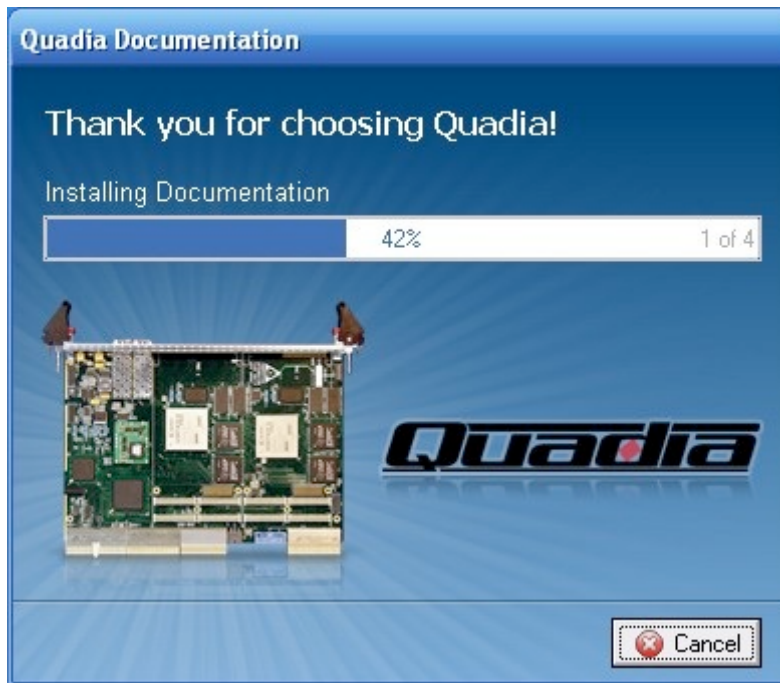 Quadia Documentation
Thank you for choosing Quadia!
Installing Documentation
42%
1 of 4
Quadia
Cancel